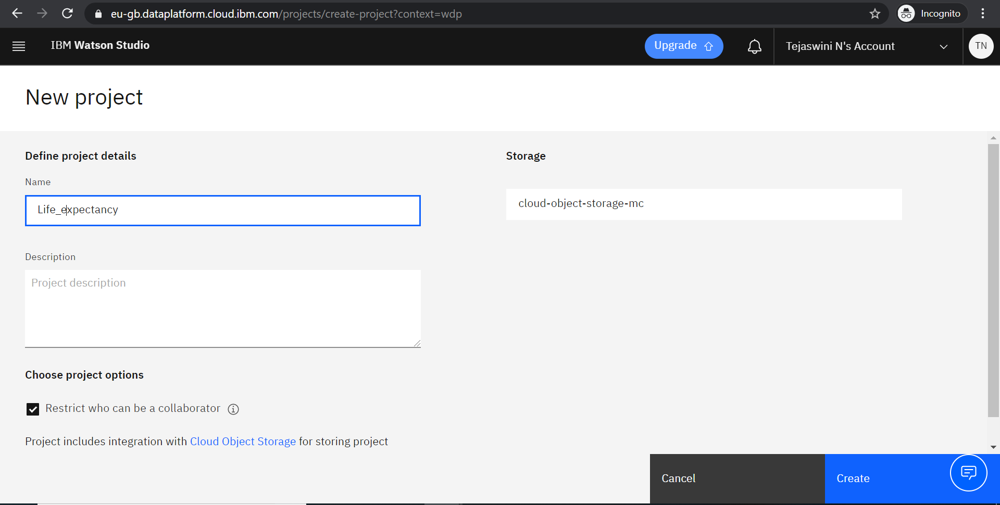 eu-gb.dataplatform.cloud.ibm.com/projects/create-project?context=wdp
Incognito
IBM Watson Studio
Upgrade
Tejaswini N's Account
TN
New project
Define project details
Name
Life_expectancy
Description
Project description
Choose project options
Restrict who can be a collaborator
Project includes integration with Cloud Object Storage for storing project
Storage
cloud-object-storage-mc
Cancel
Create